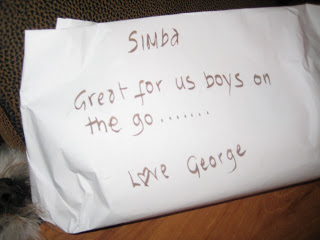 Simba
Great for us boys on
the go.......
Love George